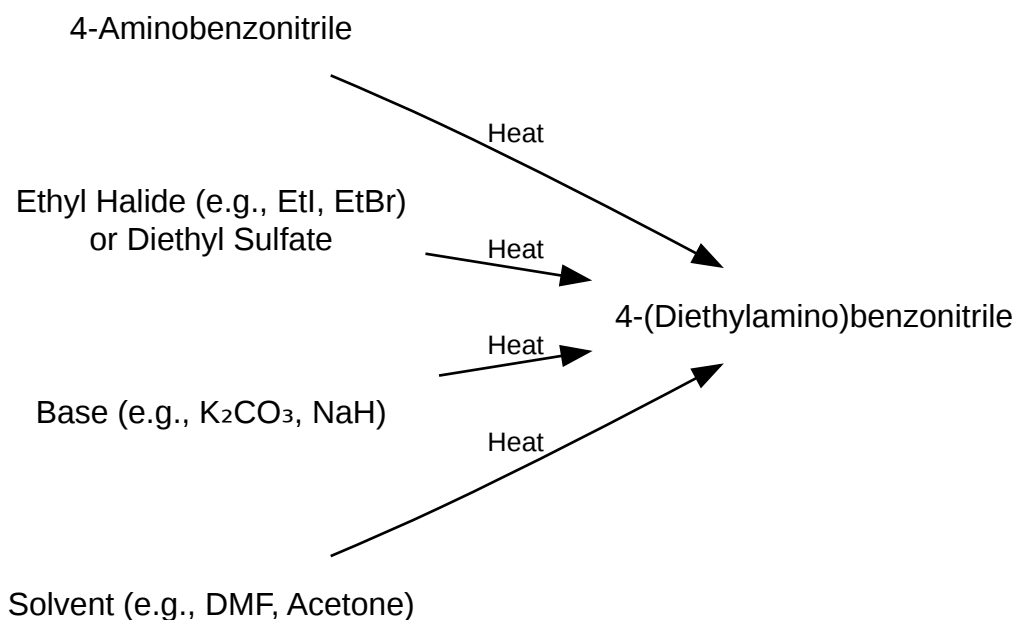 4-Aminobenzonitrile
Heat
Ethyl Halide (e.g., EtI, EtBr)
or Diethyl Sulfate
Heat
4-(Diethylamino)benzonitrile
Heat
Base (e.g., K₂CO₃, NaH)
Heat
Solvent (e.g., DMF, Acetone)